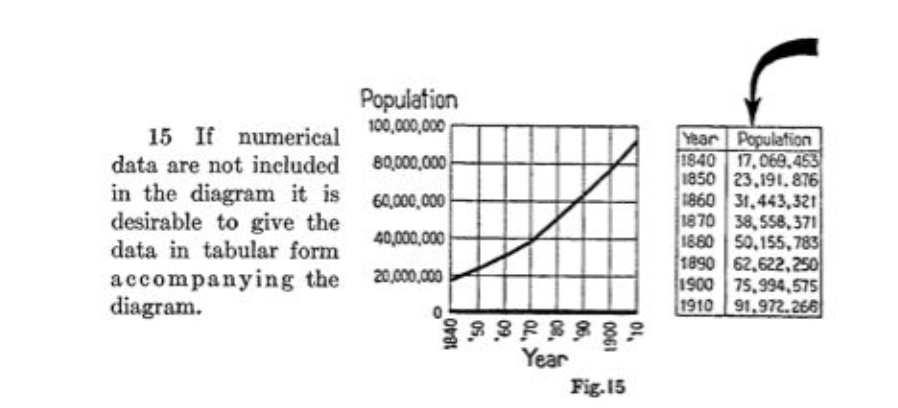 15 If numerical
data are not included
in the diagram it is
desirable to give the
data in tabular form
accompanying the
diagram.
Population
100,000,000
80,000,000
60,000,000
40,000,000
20,000,000
0
1840 '50 '60 '70 '80 '90 1900 '10
Year
Fig.15
Year Population
1840 17,069,453
1850 23,191,876
1860 31,443,321
1870 38,558,371
1880 50,155,783
1890 62,622,250
1900 75,994,575
1910 91,972,266